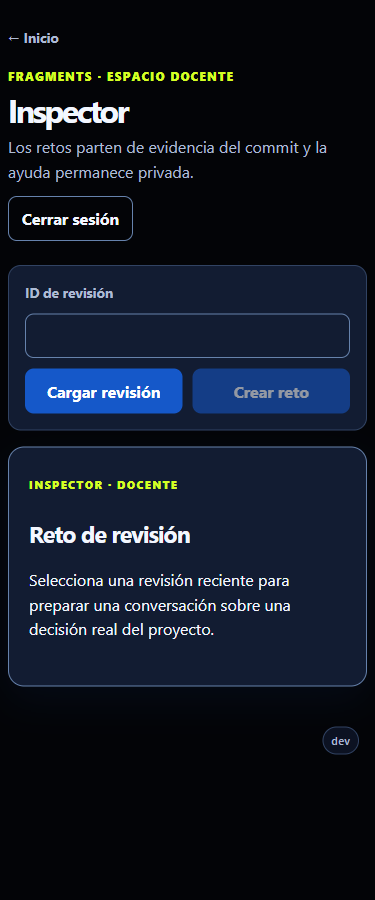 ← Inicio
FRAGMENTS · ESPACIO DOCENTE
Inspector
Los retos parten de evidencia del commit y la
ayuda permanece privada.
Cerrar sesión
ID de revisión
Cargar revisión
Crear reto
INSPECTOR · DOCENTE
Reto de revisión
Selecciona una revisión reciente para
preparar una conversación sobre una
decisión real del proyecto.
dev